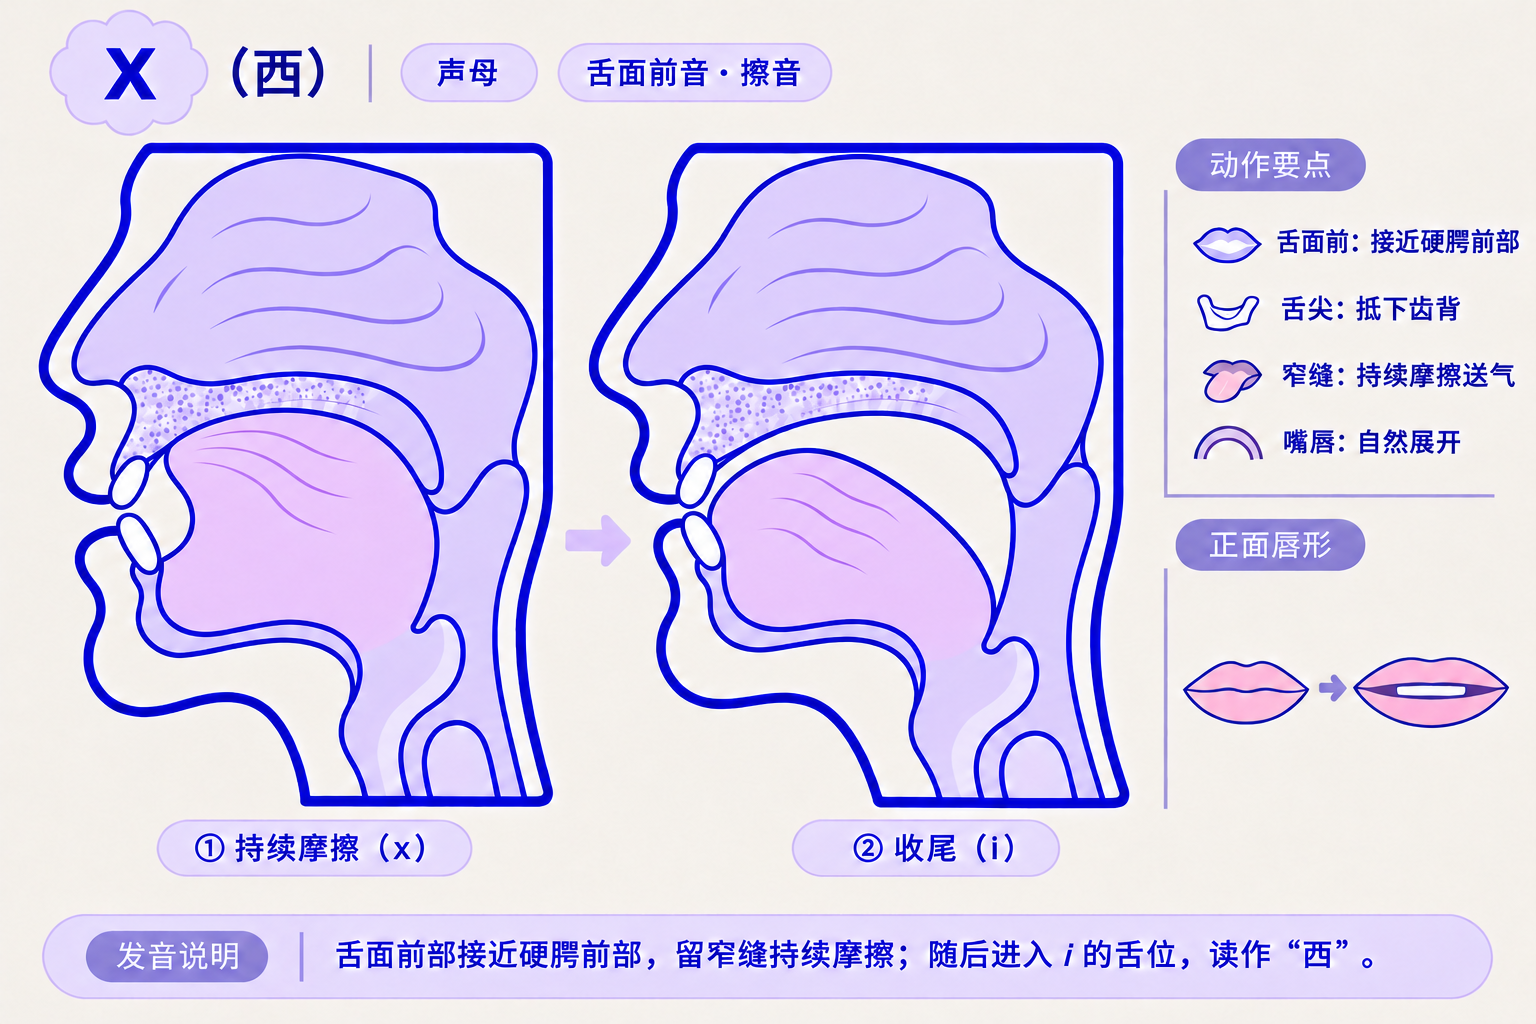 x （西） 声母 舌面前音·擦音
动作要点
舌面前：接近硬腭前部
舌尖：抵下齿背
窄缝：持续摩擦送气
嘴唇：自然展开
正面唇形
① 持续摩擦（x）
② 收尾（i）
发音说明 舌面前部接近硬腭前部，留窄缝持续摩擦；随后进入 i 的舌位，读作“西”。